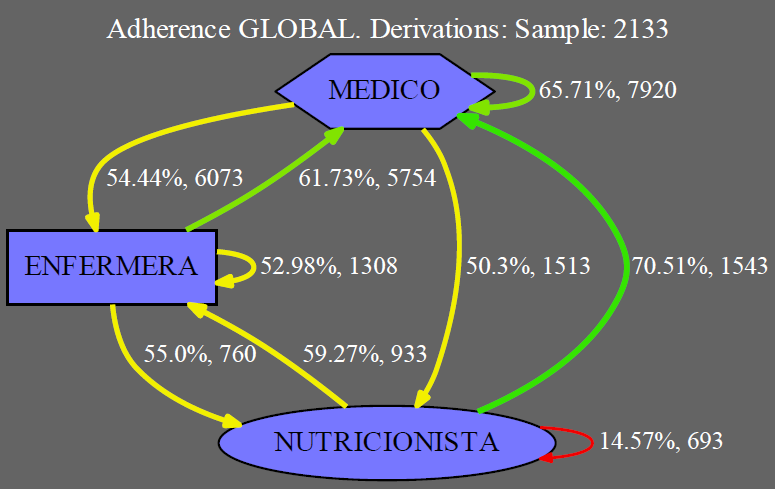 Adherence GLOBAL. Derivations: Sample: 2133
MEDICO
65.71%, 7920
54.44%, 6073
61.73%, 5754
ENFERMERA
52.98%, 1308
50.3%, 1513
70.51%, 1543
55.0%, 760
59.27%, 933
NUTRICIONISTA
14.57%, 693